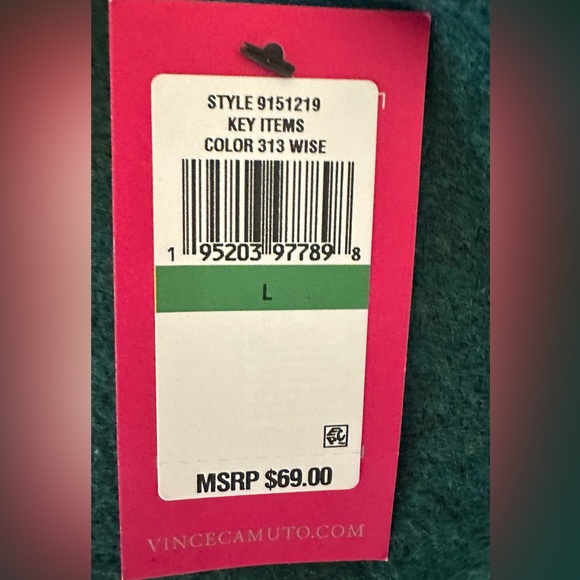 STYLE 9151219
KEY ITEMS
COLOR 313 WISE
1 95203 97789 8
L
MSRP $69.00
VINCECAMUTO.COM